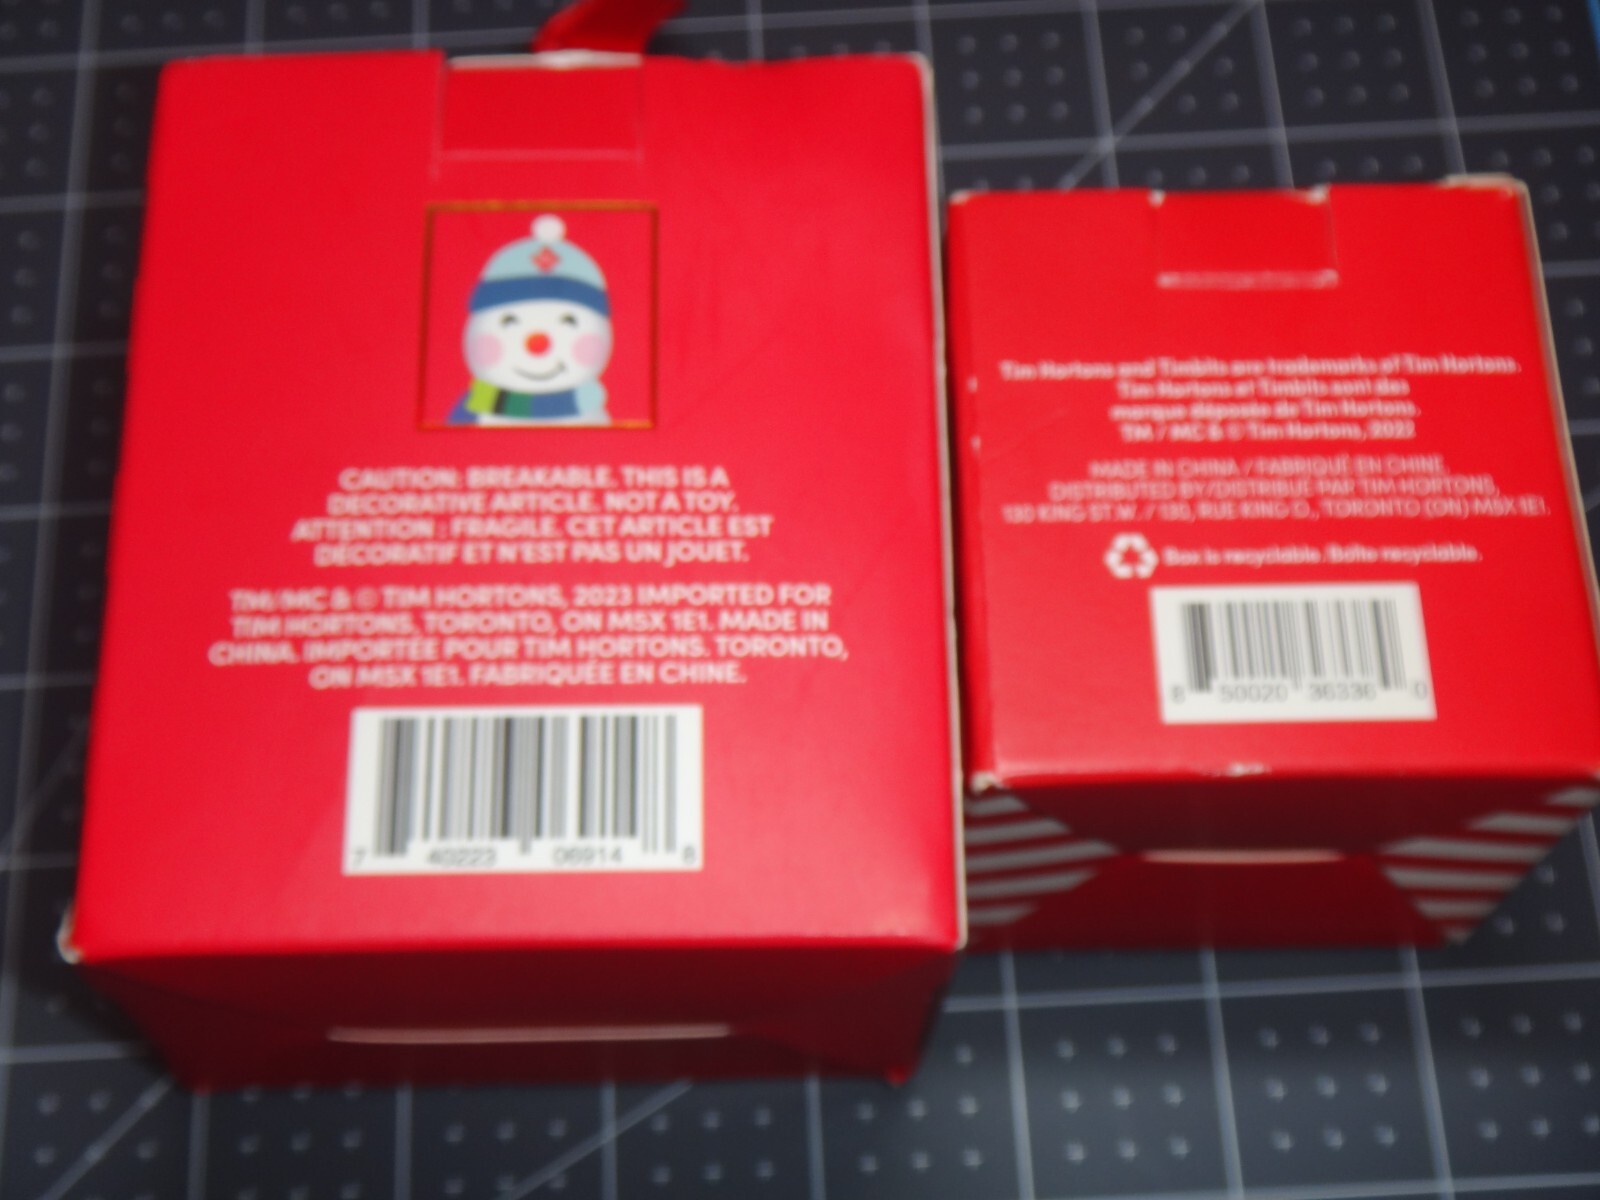 CAUTION: BREAKABLE. THIS IS A
DECORATIVE ARTICLE. NOT A TOY.
ATTENTION : FRAGILE. CET ARTICLE EST
DÉCORATIF ET N'EST PAS UN JOUET.
TM/MC & © TIM HORTONS, 2023 IMPORTED FOR
TIM HORTONS, TORONTO, ON M5X 1E1. MADE IN
CHINA. IMPORTÉE POUR TIM HORTONS. TORONTO,
ON M5X 1E1. FABRIQUÉE EN CHINE.
7 40223 06914 8
Tim Hortons and Timbits are trademarks of Tim Hortons.
Tim Hortons et Timbits sont des
marque déposée de Tim Hortons.
TM / MC & © Tim Hortons, 2022
MADE IN CHINA / FABRIQUÉ EN CHINE.
DISTRIBUTED BY/DISTRIBUÉ PAR TIM HORTONS,
130 KING ST.W. / 130, RUE KING O., TORONTO (ON) M5X 1E1.
Box is recyclable. Boîte recyclable.
8 50020 36336 0